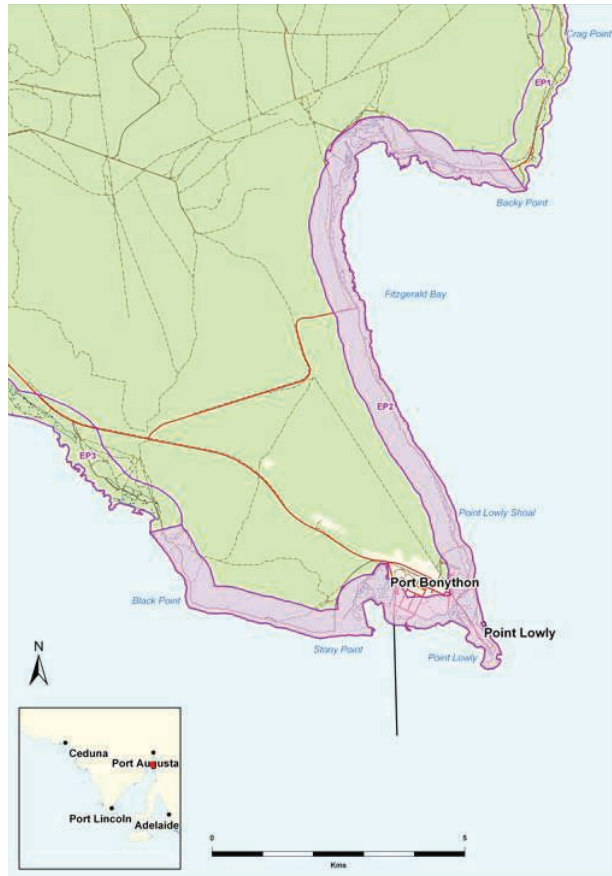 Crag Point
EP1
Backy Point
Fitzgerald Bay
EP2
EP3
Point Lowly Shoal
Port Bonython
Black Point
Point Lowly
Stony Point
Point Lowly
N
Ceduna
Port Augusta
Port Lincoln
Adelaide
0
5
Kms